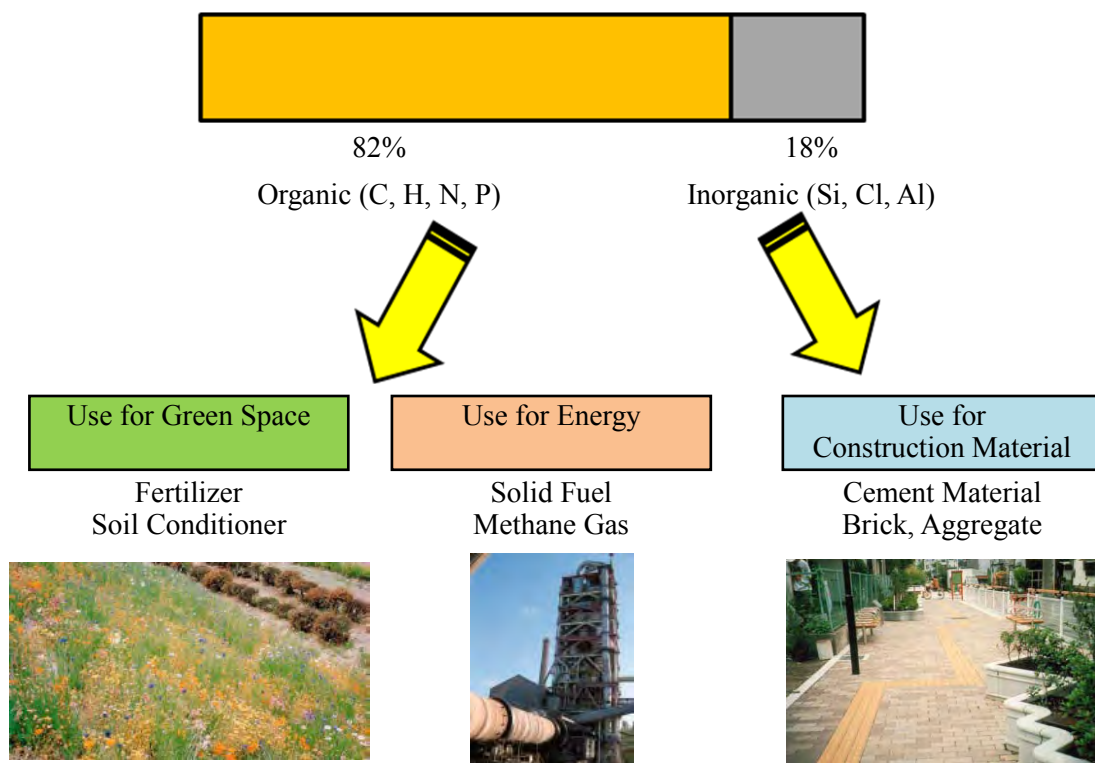 82%
18%
Organic (C, H, N, P)
Inorganic (Si, Cl, Al)
Use for Green Space
Use for Energy
Use for
Construction Material
Fertilizer
Soil Conditioner
Solid Fuel
Methane Gas
Cement Material
Brick, Aggregate